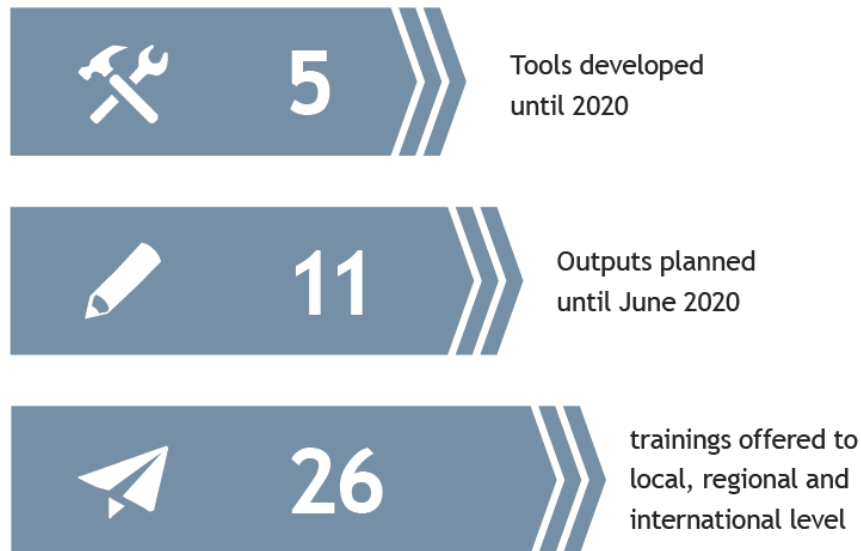 5
Tools developed
until 2020
11
Outputs planned
until June 2020
26
trainings offered to
local, regional and
international level